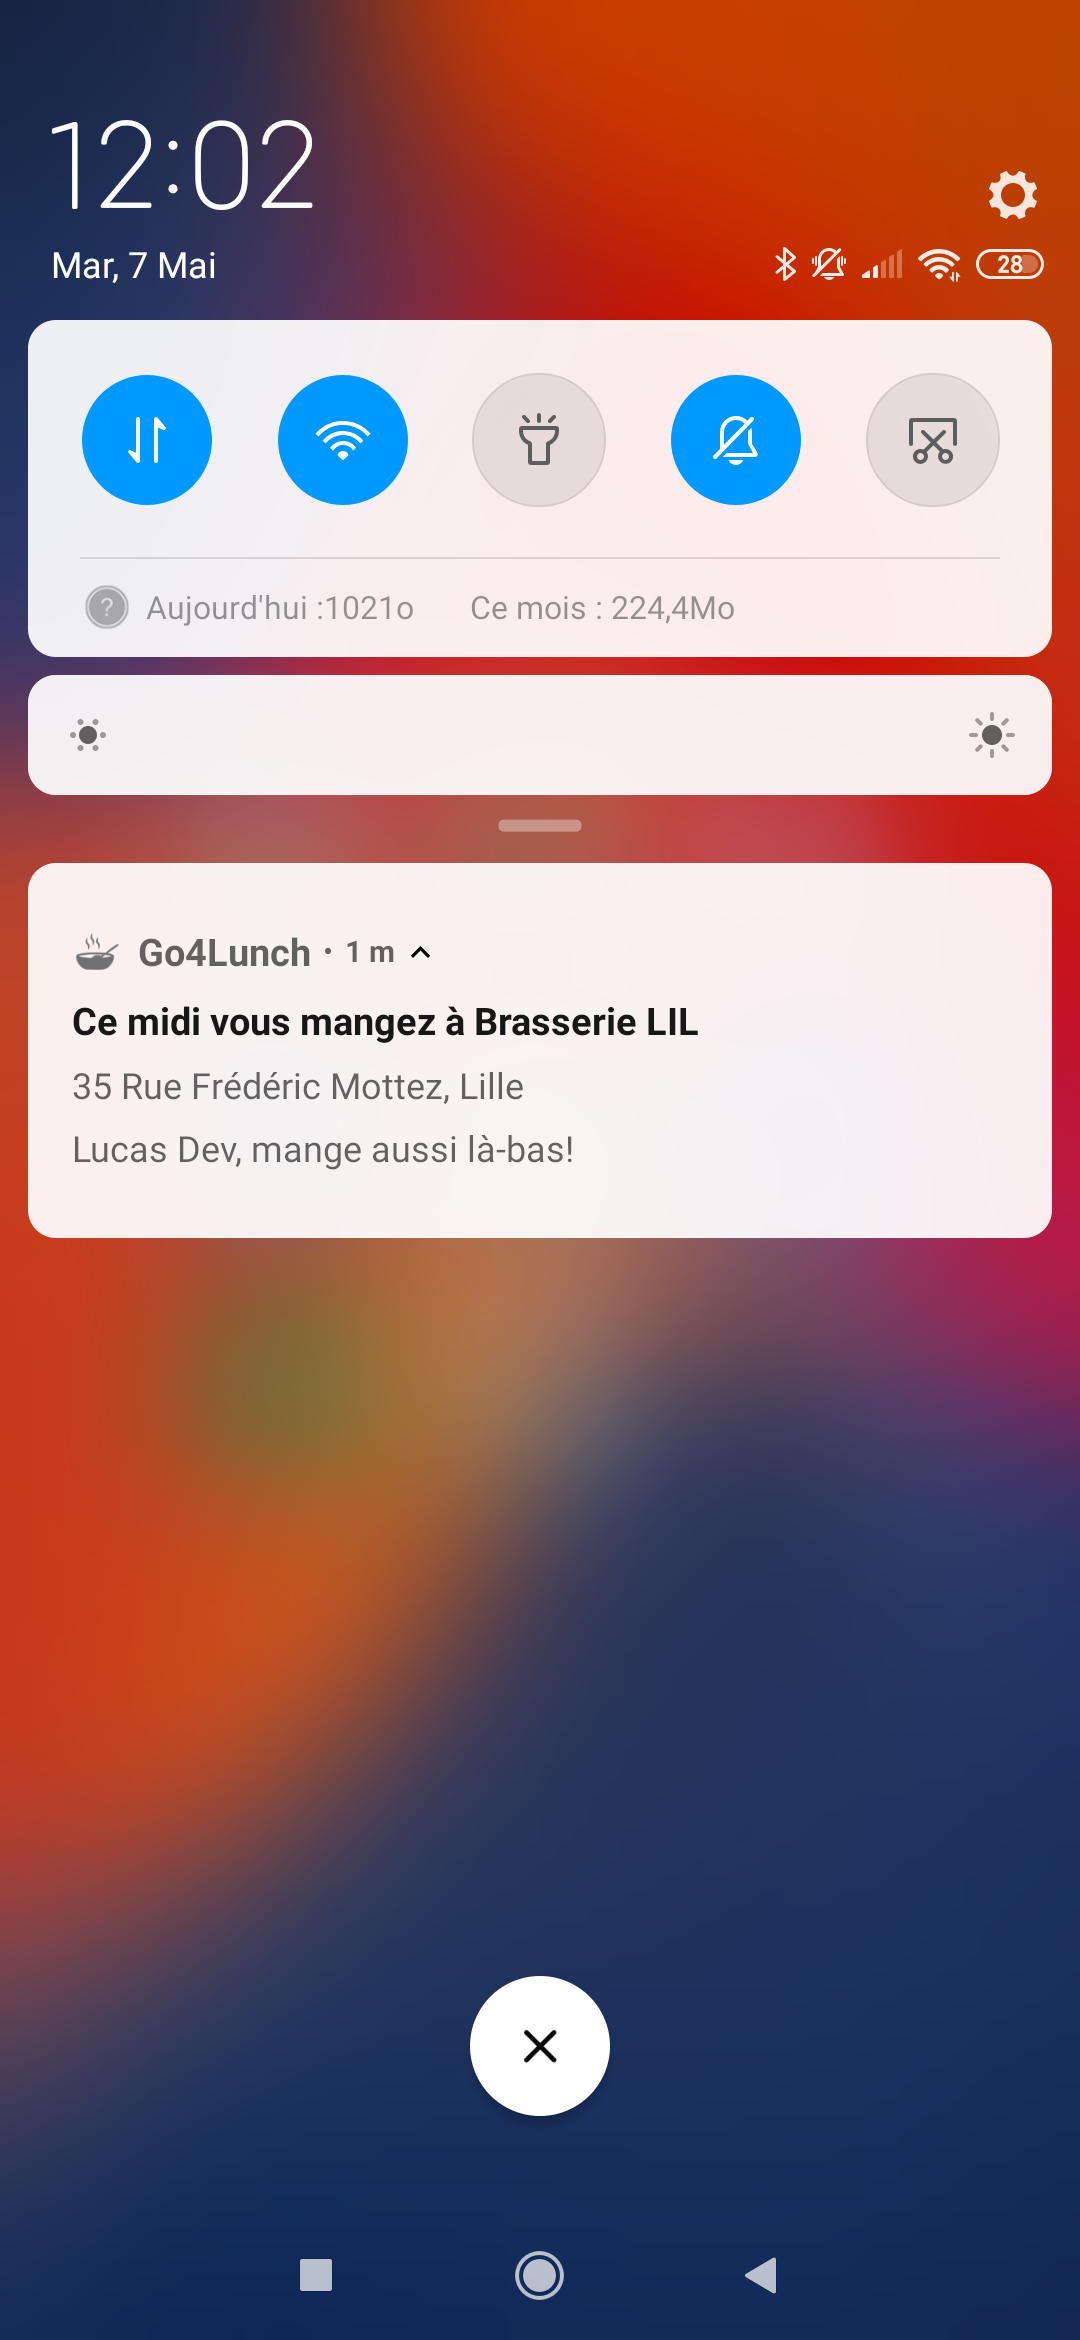 12:02
Mar, 7 Mai
28
Aujourd'hui :1021o Ce mois : 224,4Mo
Go4Lunch · 1 m
Ce midi vous mangez à Brasserie LIL
35 Rue Frédéric Mottez, Lille
Lucas Dev, mange aussi là-bas!